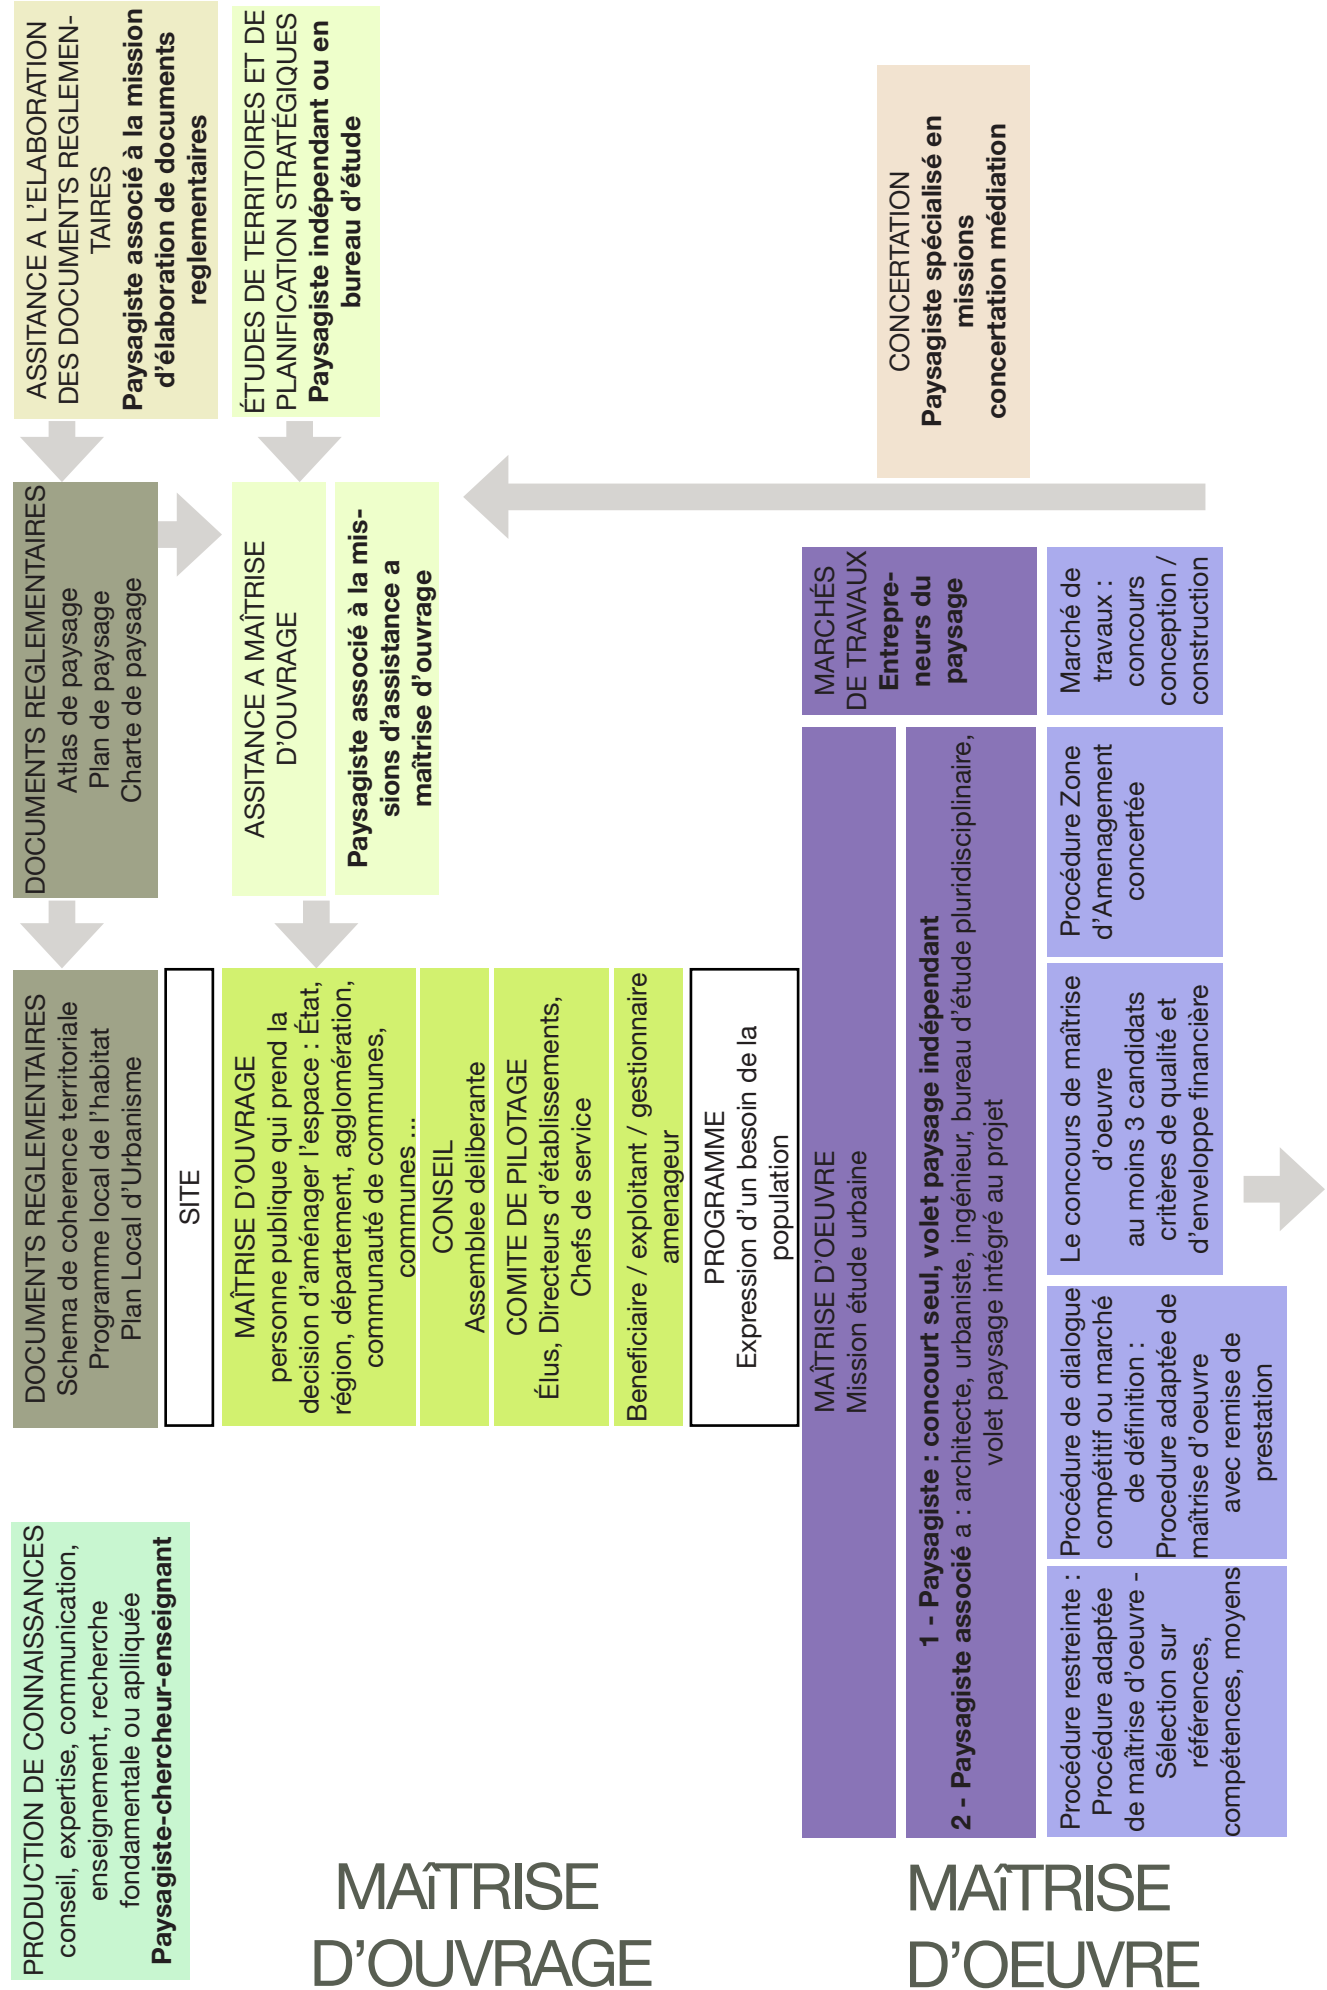 PRODUCTION DE CONNAISSANCES
conseil, expertise, communication,
enseignement, recherche
fondamentale ou apliiquée
Paysagiste-chercheur-enseignant
DOCUMENTS REGLEMENTAIRES
Schema de coherence territoriale
Programme local de l'habitat
Plan Local d'Urbanisme
DOCUMENTS REGLEMENTAIRES
Atlas de paysage
Plan de paysage
Charte de paysage
ASSITANCE A L'ELABORATION
DES DOCUMENTS REGLEMEN-
TAIRES
Paysagiste associé à la mission
d'élaboration de documents
reglementaires
SITE
MAÎTRISE D'OUVRAGE
personne publique qui prend la
decision d'aménager l'espace : État,
région, département, agglomération,
communauté de communes,
communes ...
ASSITANCE A MAÎTRISE
D'OUVRAGE
Paysagiste associé à la mis-
sions d'assistance a
maîtrise d'ouvrage
ÉTUDES DE TERRITOIRES ET DE
PLANIFICATION STRATÉGIQUES
Paysagiste indépendant ou en
bureau d'étude
CONSEIL
Assemblee deliberante
COMITE DE PILOTAGE
Élus, Directeurs d'établissements,
Chefs de service
Beneficiaire / exploitant / gestionnaire
amenageur
PROGRAMME
Expression d'un besoin de la
population
MAîTRISE
D'OUVRAGE
MAÎTRISE D'OEUVRE
Mission étude urbaine
1 - Paysagiste : concourt seul, volet paysage indépendant
2 - Paysagiste associé a : architecte, urbaniste, ingénieur, bureau d'étude pluridisciplinaire,
volet paysage intégré au projet
MARCHÉS
DE TRAVAUX
Entrepre-
neurs du
paysage
CONCERTATION
Paysagiste spécialisé en
missions
concertation médiation
MAîTRISE
D'OEUVRE
Procédure restreinte :
Procédure adaptée
de maîtrise d'oeuvre -
Sélection sur
références,
compétences, moyens
Procédure de dialogue
compétitif ou marché
de définition :
Procedure adaptée de
maîtrise d'oeuvre
avec remise de
prestation
Le concours de maîtrise
d'oeuvre
au moins 3 candidats
critères de qualité et
d'enveloppe financière
Procédure Zone
d'Amenagement
concertée
Marché de
travaux :
concours
conception /
construction